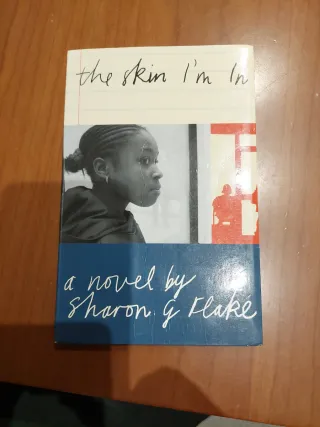 the skin I'm In
a novel by
Sharon g Flake